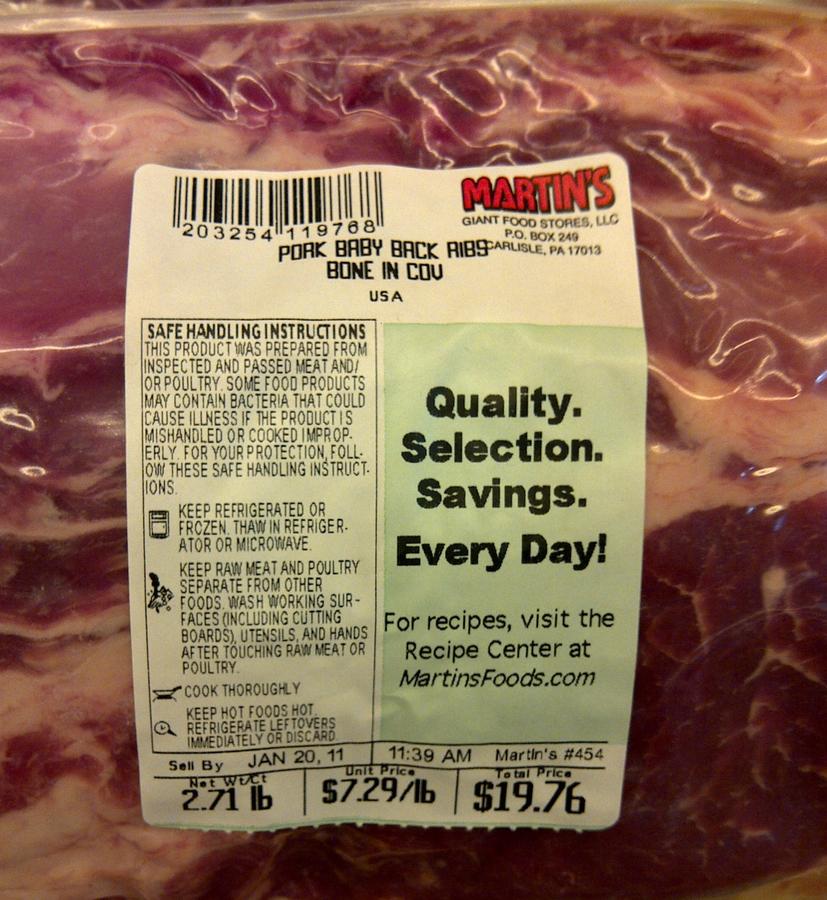 203254 119768
MARTIN'S
GIANT FOOD STORES, LLC
P.O. BOX 249
CARLISLE, PA 17013
PORK BABY BACK RIBS
BONE IN COV
USA
SAFE HANDLING INSTRUCTIONS
THIS PRODUCT WAS PREPARED FROM
INSPECTED AND PASSED MEAT AND/
OR POULTRY. SOME FOOD PRODUCTS
MAY CONTAIN BACTERIA THAT COULD
CAUSE ILLNESS IF THE PRODUCT IS
MISHANDLED OR COOKED IMPROP-
ERLY. FOR YOUR PROTECTION, FOLL-
OW THESE SAFE HANDLING INSTRUCT-
IONS.
KEEP REFRIGERATED OR
FROZEN. THAW IN REFRIGER-
ATOR OR MICROWAVE.
KEEP RAW MEAT AND POULTRY
SEPARATE FROM OTHER
FOODS. WASH WORKING SUR-
FACES (INCLUDING CUTTING
BOARDS), UTENSILS, AND HANDS
AFTER TOUCHING RAW MEAT OR
POULTRY.
COOK THOROUGHLY
KEEP HOT FOODS HOT.
REFRIGERATE LEFTOVERS
IMMEDIATELY OR DISCARD.
Quality.
Selection.
Savings.
Every Day!
For recipes, visit the
Recipe Center at
MartinsFoods.com
Sell By JAN 20, 11 11:39 AM Martin's #454
Net Wt/Ct Unit Price Total Price
2.71 lb $7.29/lb $19.76